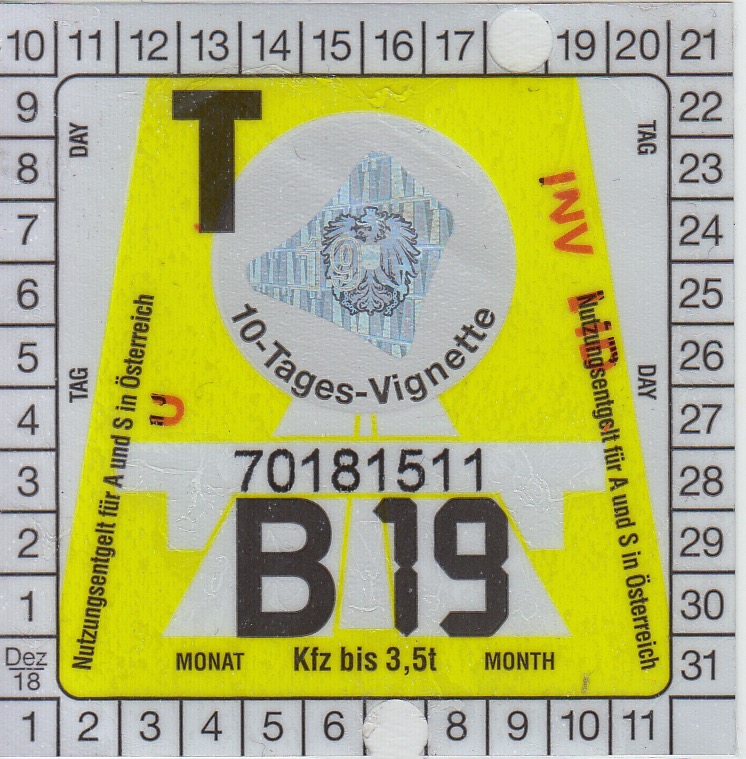 10 11 12 13 14 15 16 17 19 20 21
9 22
8 23
7 24
6 25
5 26
4 27
3 28
2 29
1 30
Dez 18 31
1 2 3 4 5 6 8 9 10 11
DAY
TAG
TAG
DAY
T
INV
19 A
10-Tages-Vignette
Nutzungsentgelt für A und S in Österreich
Nutzungsentgelt für A und S in Österreich
70181511
B 19
MONAT Kfz bis 3,5t MONTH